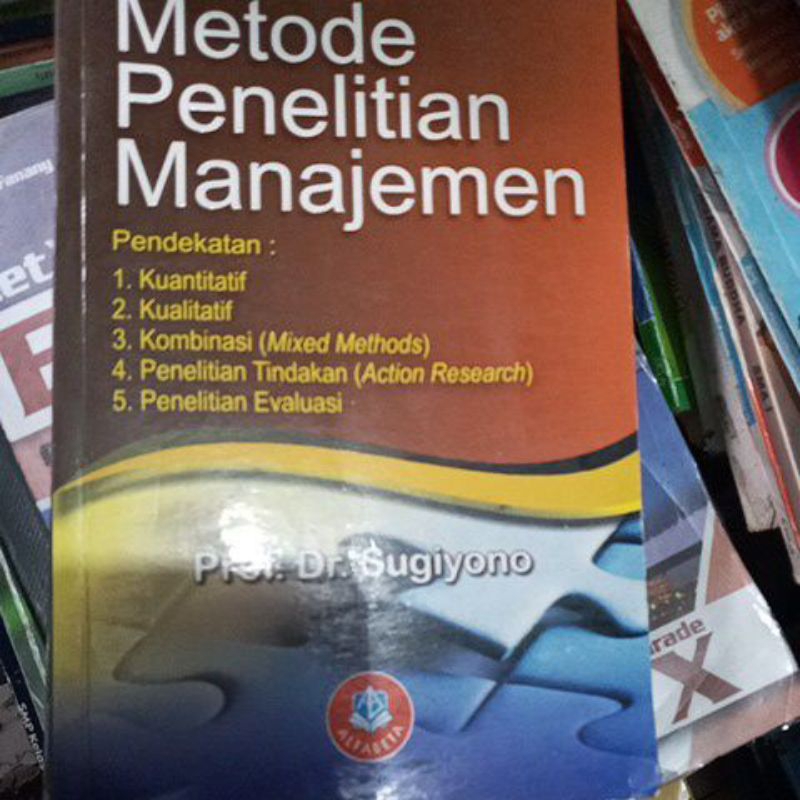 Metode
Penelitian
Manajemen
Pendekatan :
1. Kuantitatif
2. Kualitatif
3. Kombinasi (Mixed Methods)
4. Penelitian Tindakan (Action Research)
5. Penelitian Evaluasi
Prof. Dr. Sugiyono
ALFABETA
X